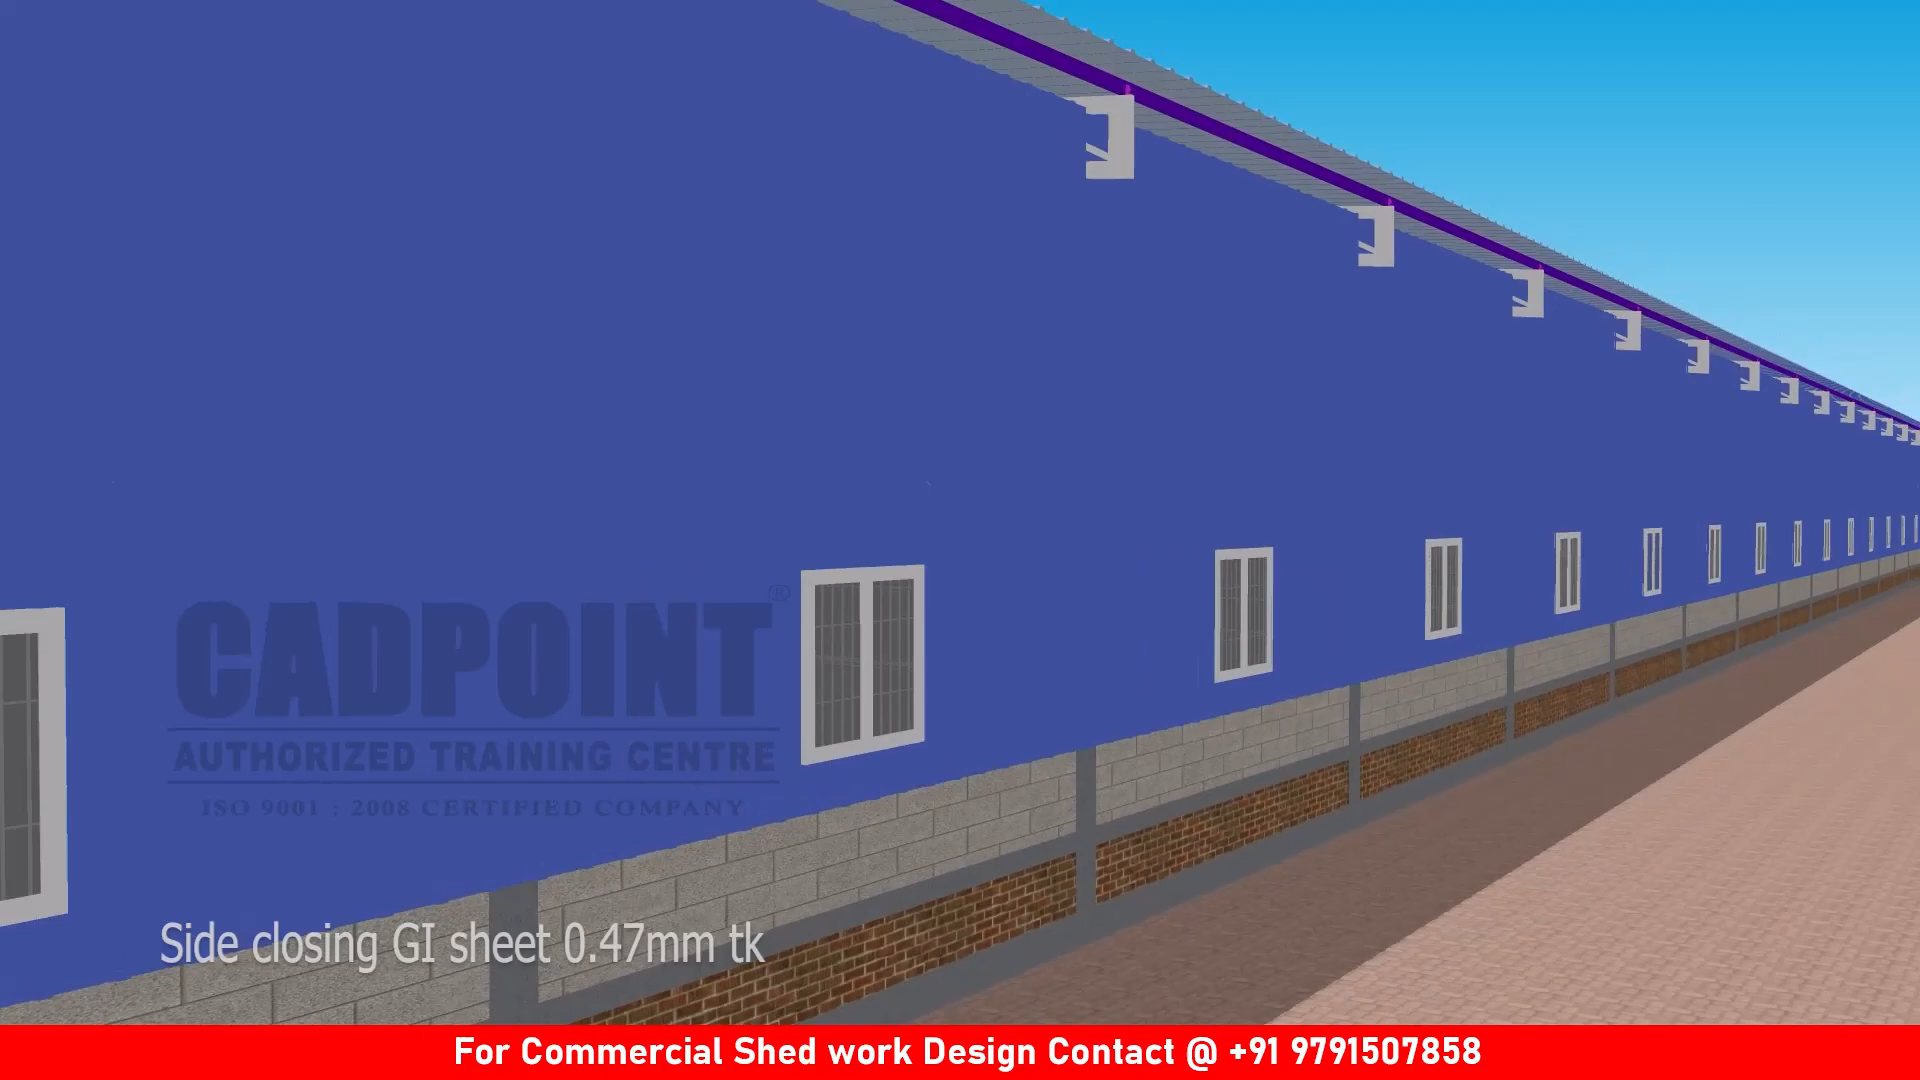 CADPOINT®
AUTHORIZED TRAINING CENTRE
ISO 9001 : 2008 CERTIFIED COMPANY
Side closing GI sheet 0.47mm tk
For Commercial Shed work Design Contact @ +91 9791507858